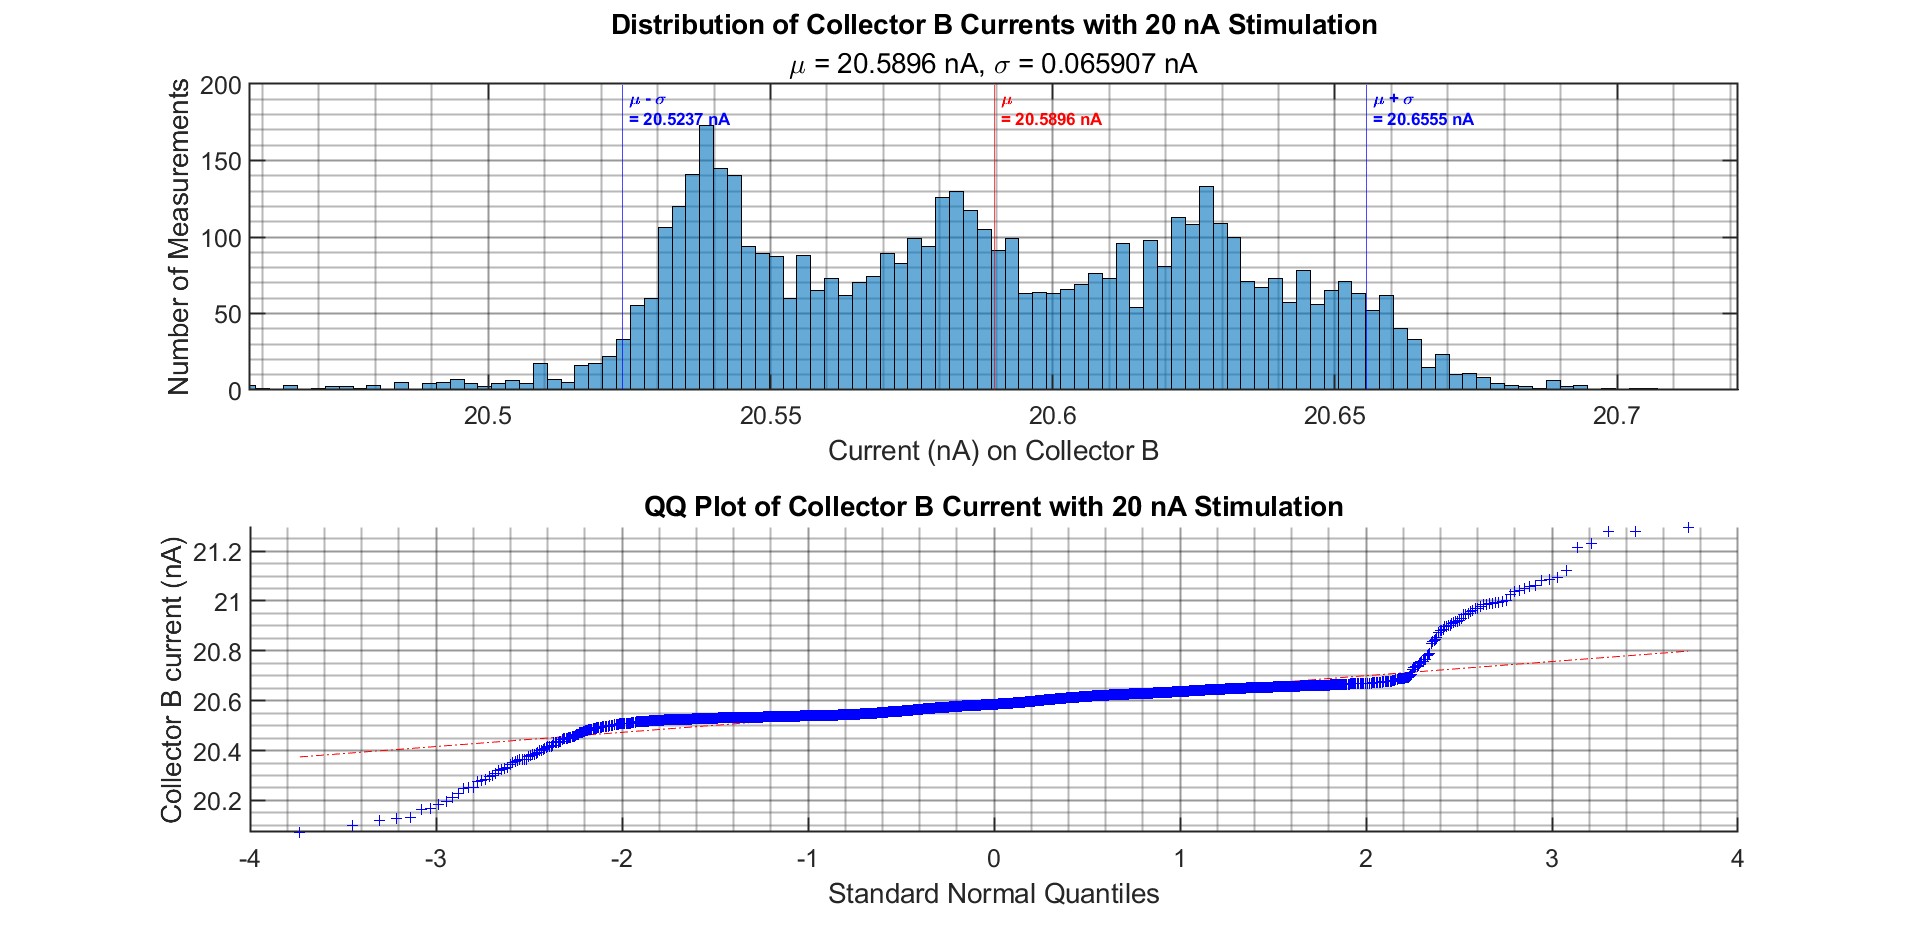 Distribution of Collector B Currents with 20 nA Stimulation
μ = 20.5896 nA, σ = 0.065907 nA
Number of Measurements
200
150
100
50
0
μ - σ
= 20.5237 nA
μ
= 20.5896 nA
μ + σ
= 20.6555 nA
20.5 20.55 20.6 20.65 20.7
Current (nA) on Collector B
QQ Plot of Collector B Current with 20 nA Stimulation
Collector B current (nA)
21.2
21
20.8
20.6
20.4
20.2
-4 -3 -2 -1 0 1 2 3 4
Standard Normal Quantiles